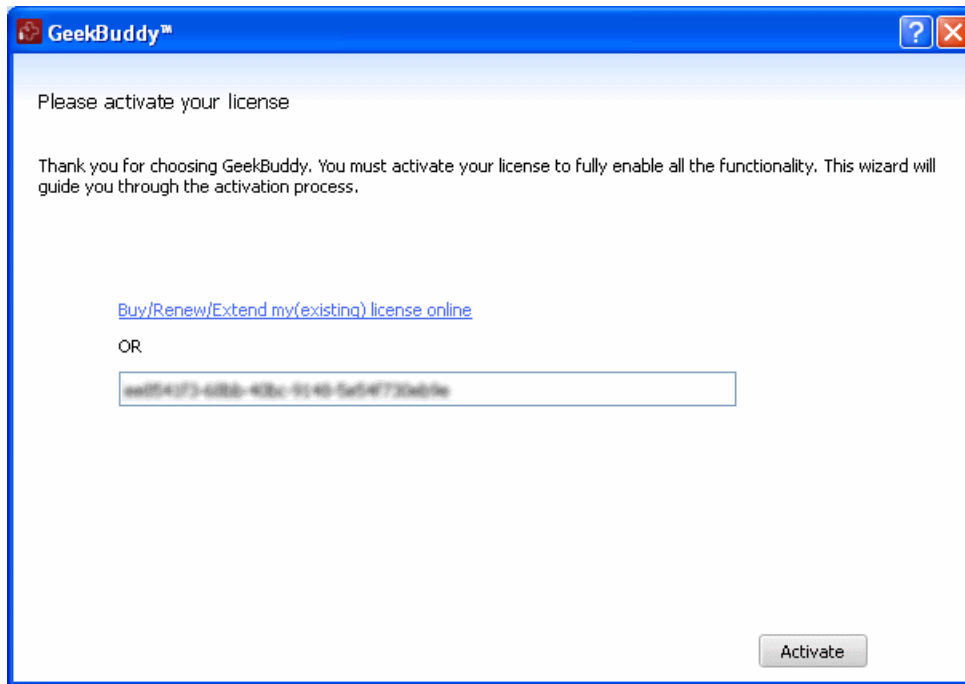 GeekBuddy™
Please activate your license
Thank you for choosing GeekBuddy. You must activate your license to fully enable all the functionality. This wizard will
guide you through the activation process.
Buy/Renew/Extend my(existing) license online
OR
Activate